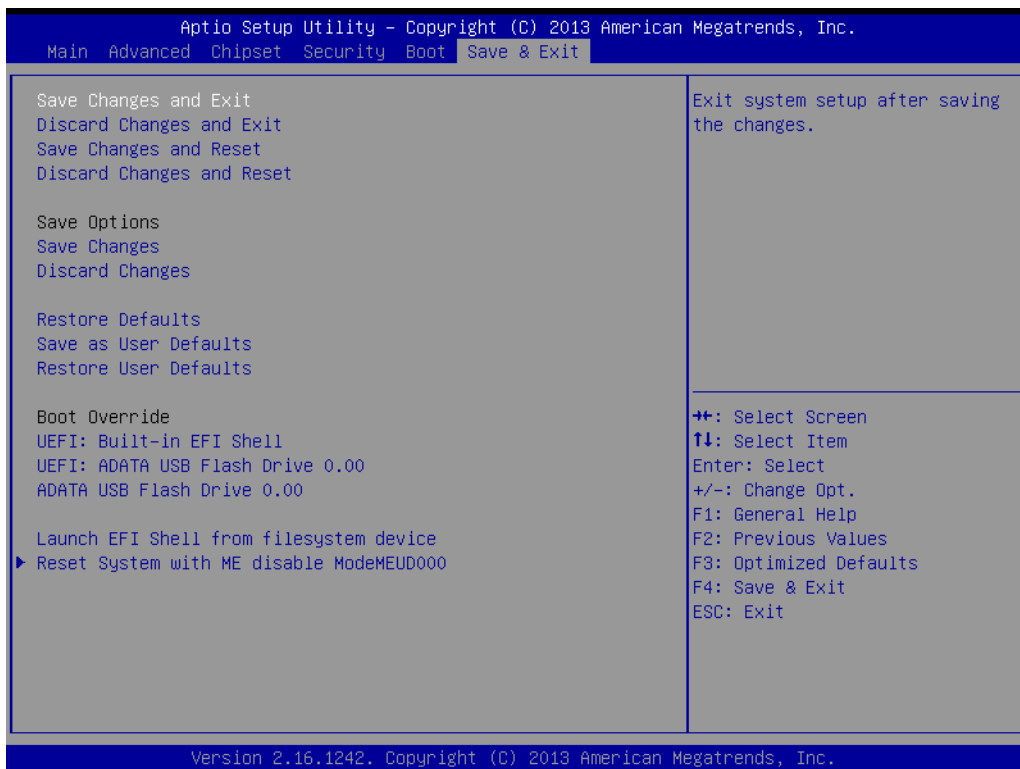 Aptio Setup Utility – Copyright (C) 2013 American Megatrends, Inc.
Main Advanced Chipset Security Boot Save & Exit
Save Changes and Exit
Discard Changes and Exit
Save Changes and Reset
Discard Changes and Reset
Save Options
Save Changes
Discard Changes
Restore Defaults
Save as User Defaults
Restore User Defaults
Boot Override
UEFI: Built-in EFI Shell
UEFI: ADATA USB Flash Drive 0.00
ADATA USB Flash Drive 0.00
Launch EFI Shell from filesystem device
▶ Reset System with ME disable ModeMEUD000
Exit system setup after saving
the changes.
→←: Select Screen
↑↓: Select Item
Enter: Select
+/-: Change Opt.
F1: General Help
F2: Previous Values
F3: Optimized Defaults
F4: Save & Exit
ESC: Exit
Version 2.16.1242. Copyright (C) 2013 American Megatrends, Inc.